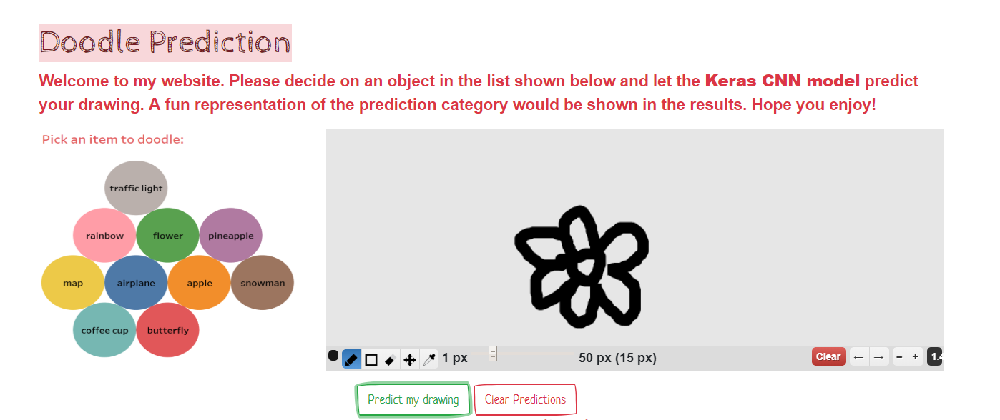 Doodle Prediction
Welcome to my website. Please decide on an object in the list shown below and let the Keras CNN model predict
your drawing. A fun representation of the prediction category would be shown in the results. Hope you enjoy!
Pick an item to doodle:
traffic light
rainbow flower pineapple
map airplane apple snowman
coffee cup butterfly
1 px 50 px (15 px) Clear ← → - +
Predict my drawing Clear Predictions